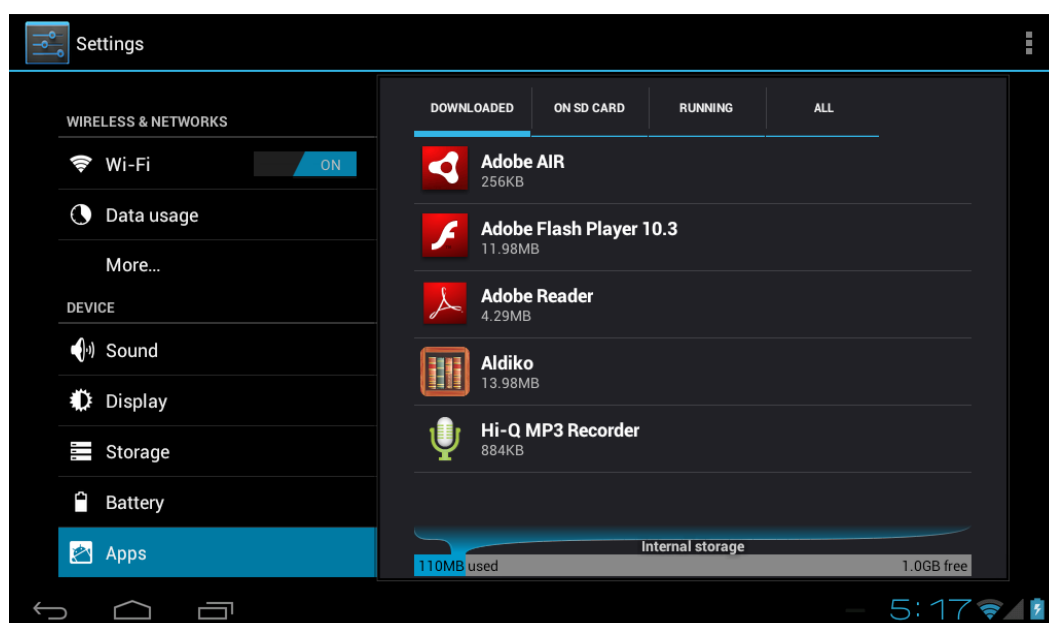 Settings
WIRELESS & NETWORKS
Wi-Fi ON
Data usage
More...
DEVICE
Sound
Display
Storage
Battery
Apps
DOWNLOADED ON SD CARD RUNNING ALL
Adobe AIR
256KB
Adobe Flash Player 10.3
11.98MB
Adobe Reader
4.29MB
Aldiko
13.98MB
Hi-Q MP3 Recorder
884KB
Internal storage
110MB used 1.0GB free
5:17